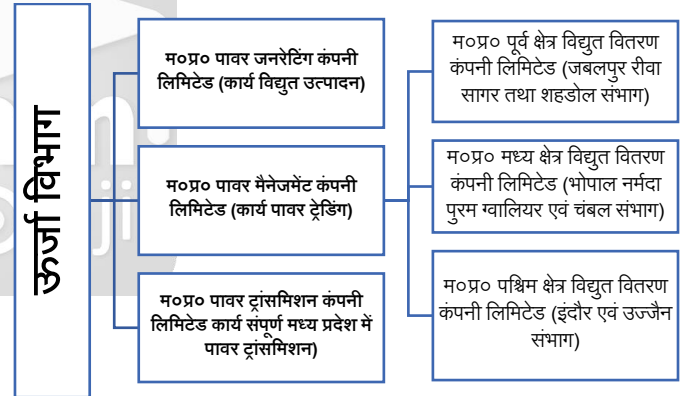 ऊर्जा विभाग
म०प्र० पावर जनरेटिंग कंपनी
लिमिटेड (कार्य विद्युत उत्पादन)
म०प्र० पावर मैनेजमेंट कंपनी
लिमिटेड (कार्य पावर ट्रेडिंग)
म०प्र० पावर ट्रांसमिशन कंपनी
लिमिटेड कार्य संपूर्ण मध्य प्रदेश में
पावर ट्रांसमिशन)
म०प्र० पूर्व क्षेत्र विद्युत वितरण
कंपनी लिमिटेड (जबलपुर रीवा
सागर तथा शहडोल संभाग)
म०प्र० मध्य क्षेत्र विद्युत वितरण
कंपनी लिमिटेड (भोपाल नर्मदा
पुरम ग्वालियर एवं चंबल संभाग)
म०प्र० पश्चिम क्षेत्र विद्युत वितरण
कंपनी लिमिटेड (इंदौर एवं उज्जैन
संभाग)